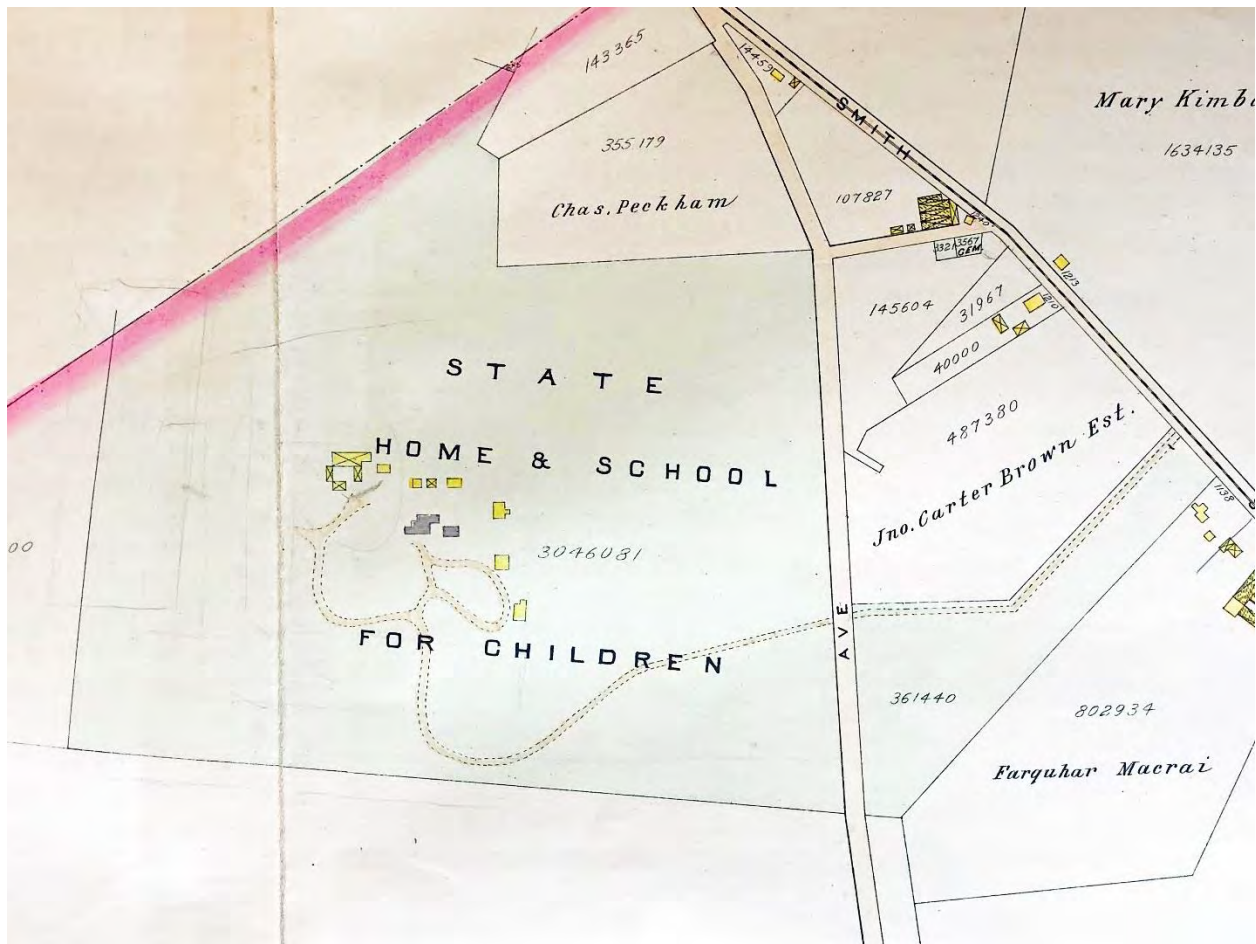 143365
14459
SMITH
Mary Kimb
1634135
355179
Chas. Peckham
107827
3321
3567
CEM.
1213
145604
31967
1210
40000
STATE
487380
HOME & SCHOOL
Jno. Carter Brown Est.
1138
00
3046081
AVE
FOR CHILDREN
361440
802934
Farquhar Macrai